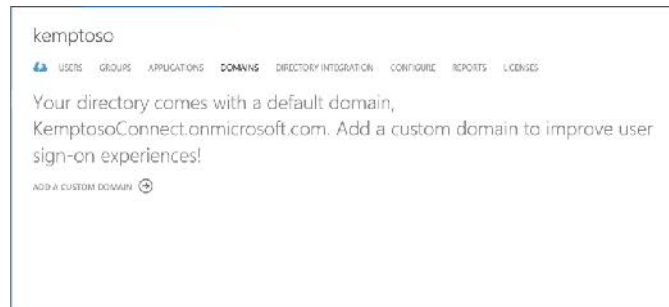 kemptoso
USERS GROUPS APPLICATIONS DOMAINS DIRECTORY INTEGRATION CONFIGURE REPORTS LICENSES
Your directory comes with a default domain,
KemptosoConnect.onmicrosoft.com. Add a custom domain to improve user
sign-on experiences!
ADD A CUSTOM DOMAIN